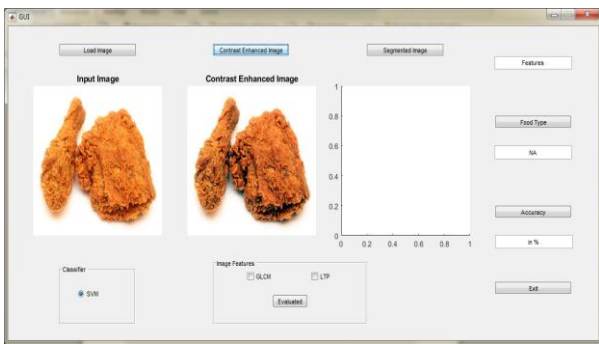 GUI
Load Image
Contrast Enhanced Image
Segmented Image
Features
Input Image
Contrast Enhanced Image
1
0.8
0.6
0.4
0.2
0
0 0.2 0.4 0.6 0.8 1
Food Type
NA
Accuracy
in %
Classifier
SVM
Image Features
GLCM
LTP
Evaluated
Exit